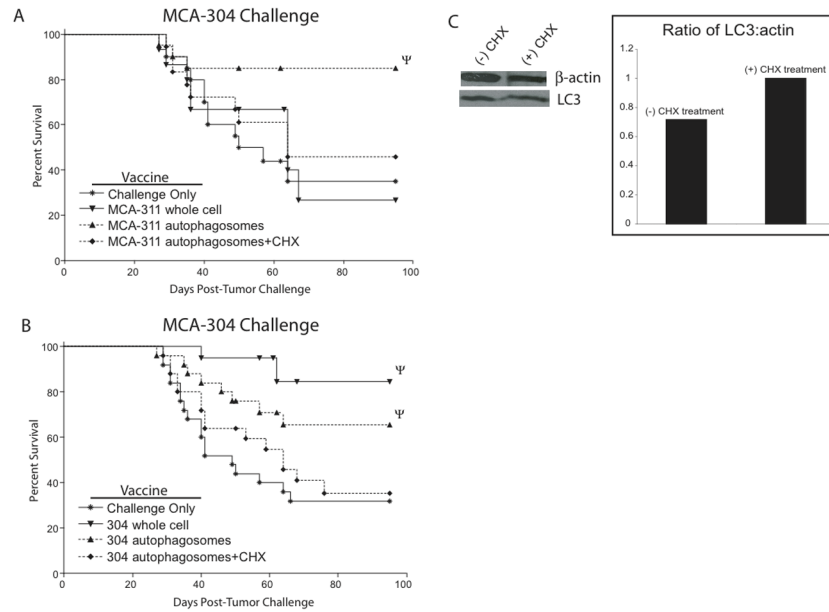 A
MCA-304 Challenge
Percent Survival
100
80
60
40
20
0
Ψ
Vaccine
Challenge Only
MCA-311 whole cell
MCA-311 autophagosomes
MCA-311 autophagosomes+CHX
0 20 40 60 80 100
Days Post-Tumor Challenge
B
MCA-304 Challenge
Percent Survival
100
80
60
40
20
0
Ψ
Ψ
Vaccine
Challenge Only
304 whole cell
304 autophagosomes
304 autophagosomes+CHX
0 20 40 60 80 100
Days Post-Tumor Challenge
C
(-) CHX
(+) CHX
β-actin
LC3
Ratio of LC3:actin
1.2
1
0.8
0.6
0.4
0.2
0
(-) CHX treatment
(+) CHX treatment